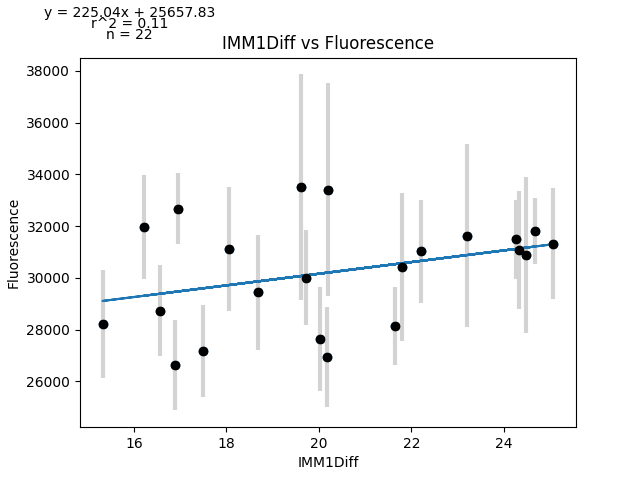 y = 225.04x + 25657.83
r^2 = 0.11
n = 22
IMM1Diff vs Fluorescence
38000
36000
34000
32000
30000
28000
26000
Fluorescence
16 18 20 22 24
IMM1Diff